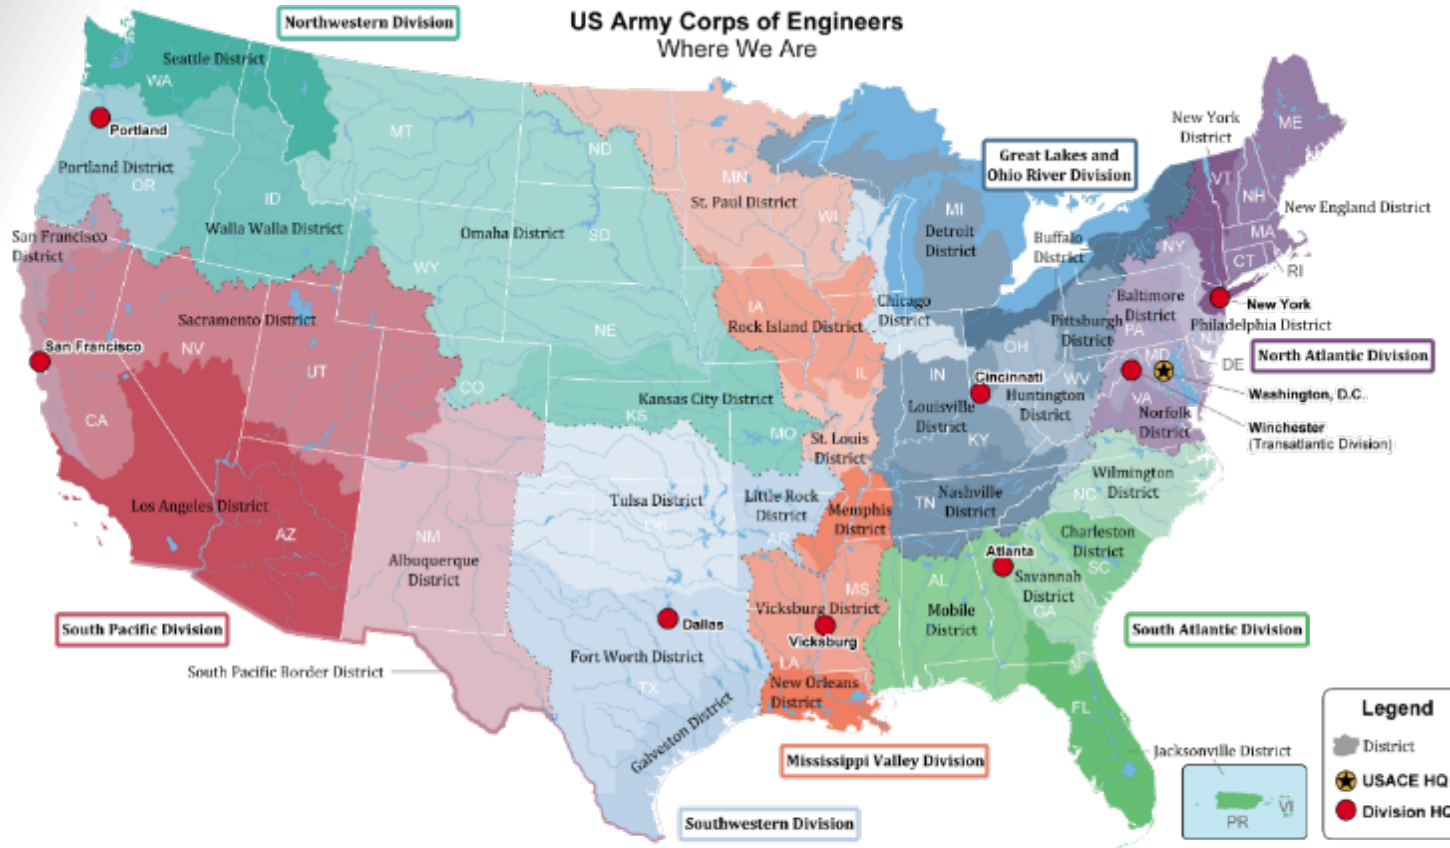 US Army Corps of Engineers
Where We Are
Northwestern Division
Seattle District
WA
Portland
Portland District
OR
ID
Walla Walla District
MT
ND
Omaha District
SD
WY
NE
CO
Kansas City District
KS
MO
MN
St. Paul District
WI
IA
Rock Island District
IL
St. Louis
District
Memphis
District
MS
Vicksburg District
Vicksburg
LA
New Orleans
District
Mississippi Valley Division
Great Lakes and
Ohio River Division
MI
Detroit
District
Buffalo
District
Chicago
District
Pittsburgh
District
OH
IN
Cincinnati
WV
Huntington
District
Louisville
District
KY
Nashville
District
TN
New York
District
ME
VT
NH
New England District
MA
CT
RI
NY
New York
Baltimore
District
PA
Philadelphia District
NJ
North Atlantic Division
MD
DE
Washington, D.C.
VA
Norfolk
District
Winchester
(Transatlantic Division)
San Francisco
District
Sacramento District
San Francisco
NV
UT
CA
Los Angeles District
AZ
NM
Albuquerque
District
South Pacific Division
South Pacific Border District
Tulsa District
OK
Little Rock
District
AR
Dallas
Fort Worth District
TX
Galveston District
Southwestern Division
Wilmington
District
NC
Charleston
District
SC
Atlanta
Savannah
District
GA
AL
Mobile
District
South Atlantic Division
FL
Jacksonville District
PR
VI
Legend
District
USACE HQ
Division HQ